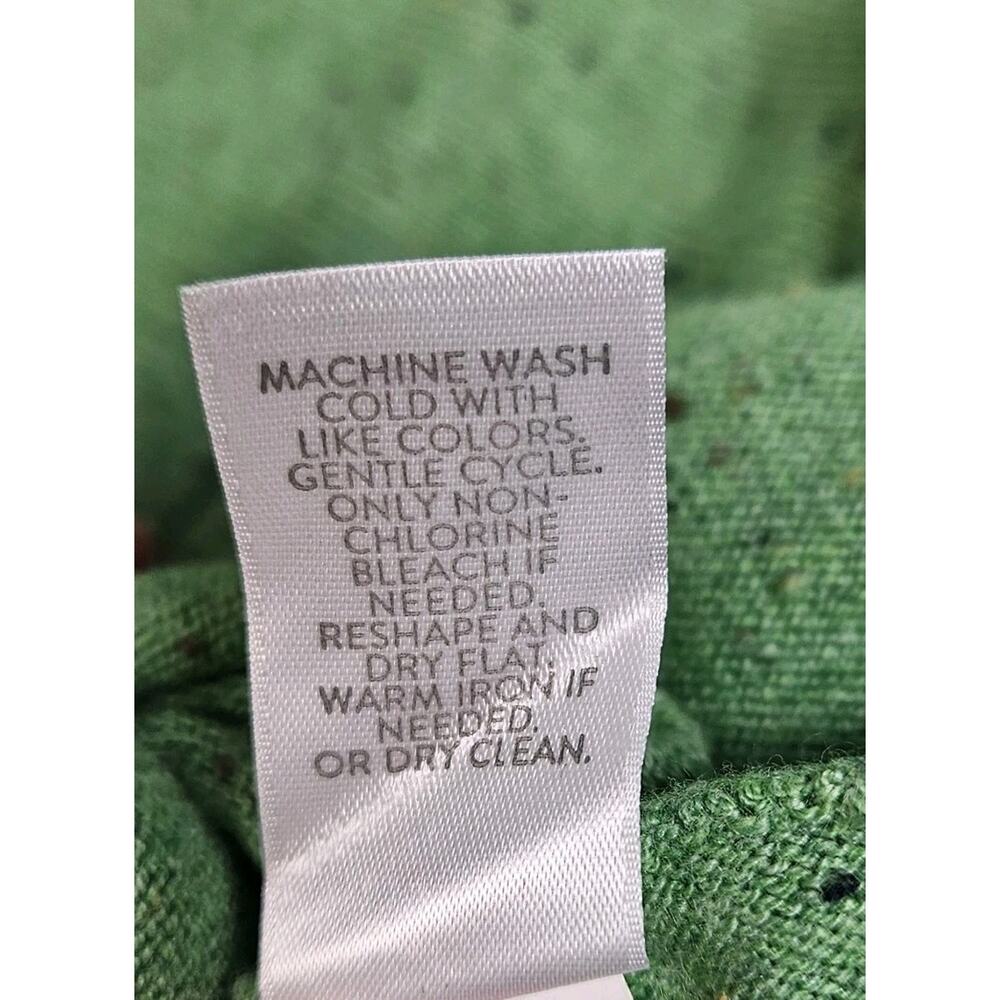 MACHINE WASH
COLD WITH
LIKE COLORS.
GENTLE CYCLE.
ONLY NON-
CHLORINE
BLEACH IF
NEEDED.
RESHAPE AND
DRY FLAT.
WARM IRON IF
NEEDED.
OR DRY CLEAN.